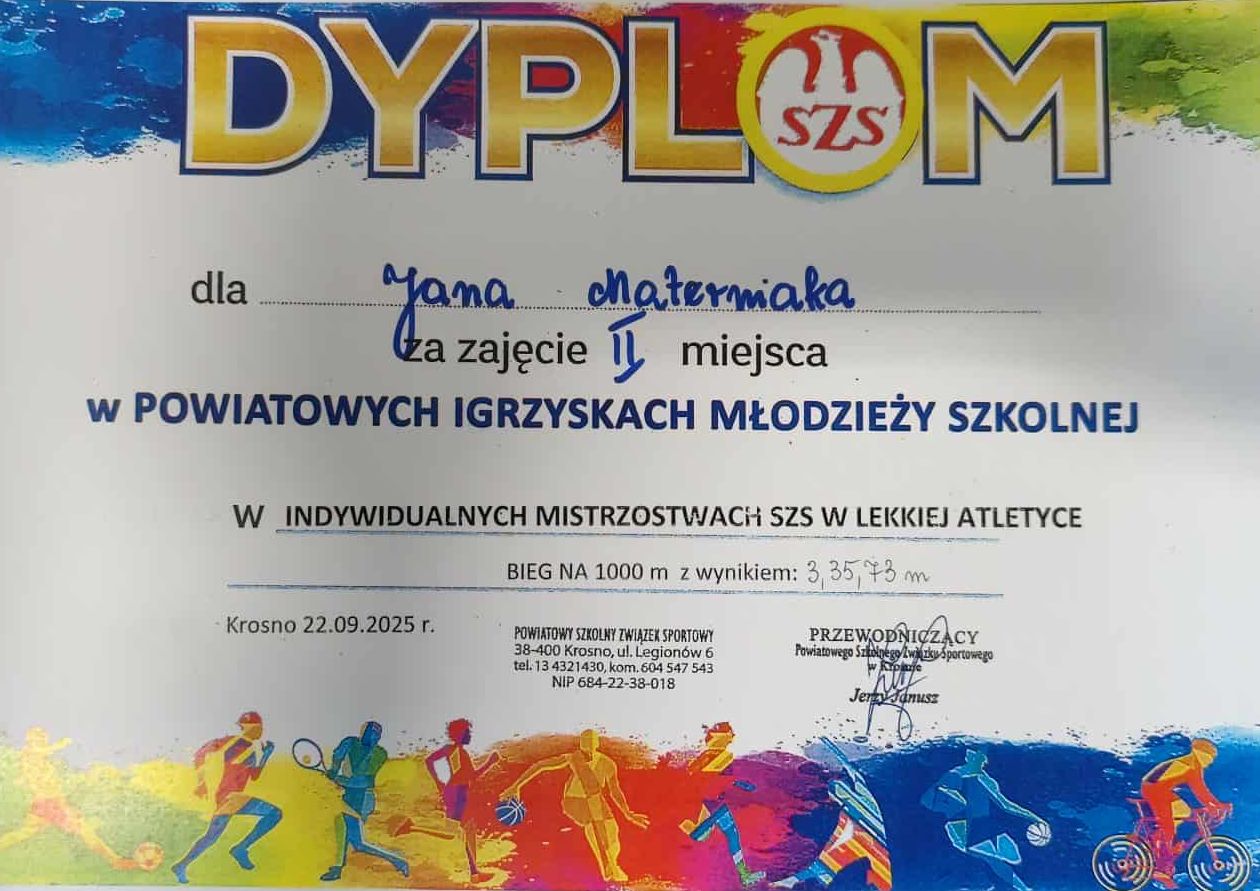 DYPLOM
SZS
dla Jana Materniaka
za zajęcie II miejsca
w POWIATOWYCH IGRZYSKACH MŁODZIEŻY SZKOLNEJ
W INDYWIDUALNYCH MISTRZOSTWACH SZS W LEKKIEJ ATLETYCE
BIEG NA 1000 m z wynikiem: 3,35,73 m
Krosno 22.09.2025 r.
POWIATOWY SZKOLNY ZWIĄZEK SPORTOWY
38-400 Krosno, ul. Legionów 6
tel. 13 4321430, kom. 604 547 543
NIP 684-22-38-018
PRZEWODNICZĄCY
Powiatowego Szkolnego Związku Sportowego
w Krośnie
Jerzy Janusz